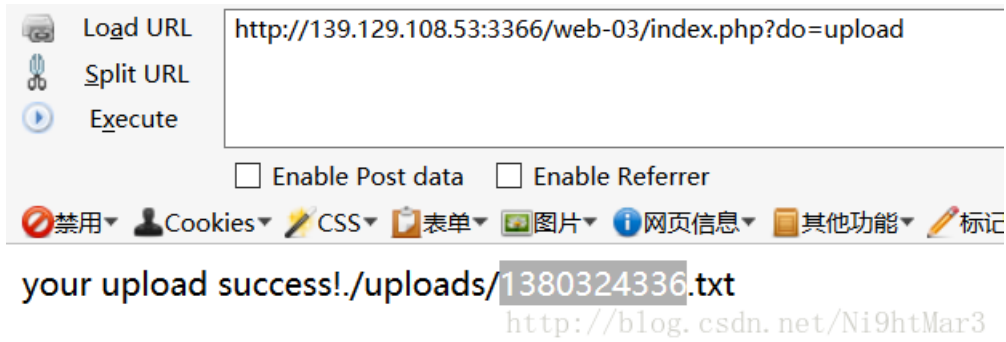 Load URL http://139.129.108.53:3366/web-03/index.php?do=upload
Split URL
Execute
Enable Post data Enable Referrer
禁用 Cookies CSS 表单 图片 网页信息 其他功能 标记
your upload success!./uploads/1380324336.txt
http://blog.csdn.net/Ni9htMar3